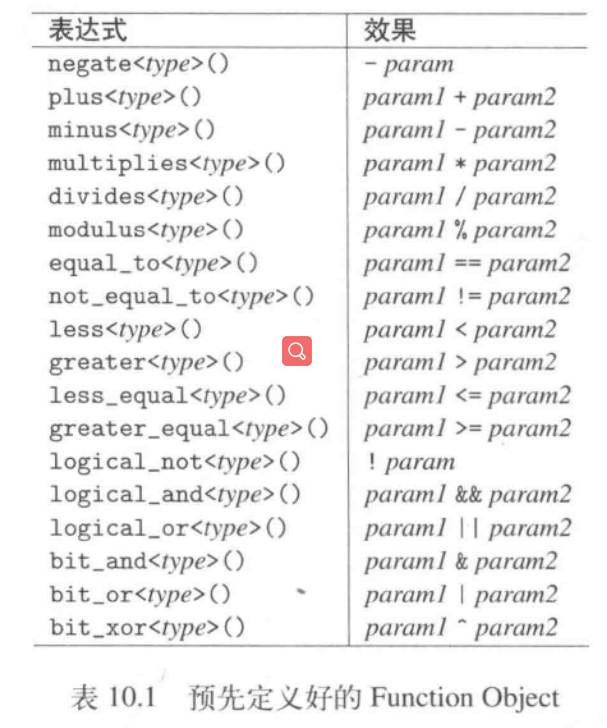 表达式 效果
negate<type>() - param
plus<type>() param1 + param2
minus<type>() param1 - param2
multiplies<type>() param1 * param2
divides<type>() param1 / param2
modulus<type>() param1 % param2
equal_to<type>() param1 == param2
not_equal_to<type>() param1 != param2
less<type>() param1 < param2
greater<type>() param1 > param2
less_equal<type>() param1 <= param2
greater_equal<type>() param1 >= param2
logical_not<type>() ! param
logical_and<type>() param1 && param2
logical_or<type>() param1 || param2
bit_and<type>() param1 & param2
bit_or<type>() param1 | param2
bit_xor<type>() param1 ^ param2
表 10.1 预先定义好的 Function Object